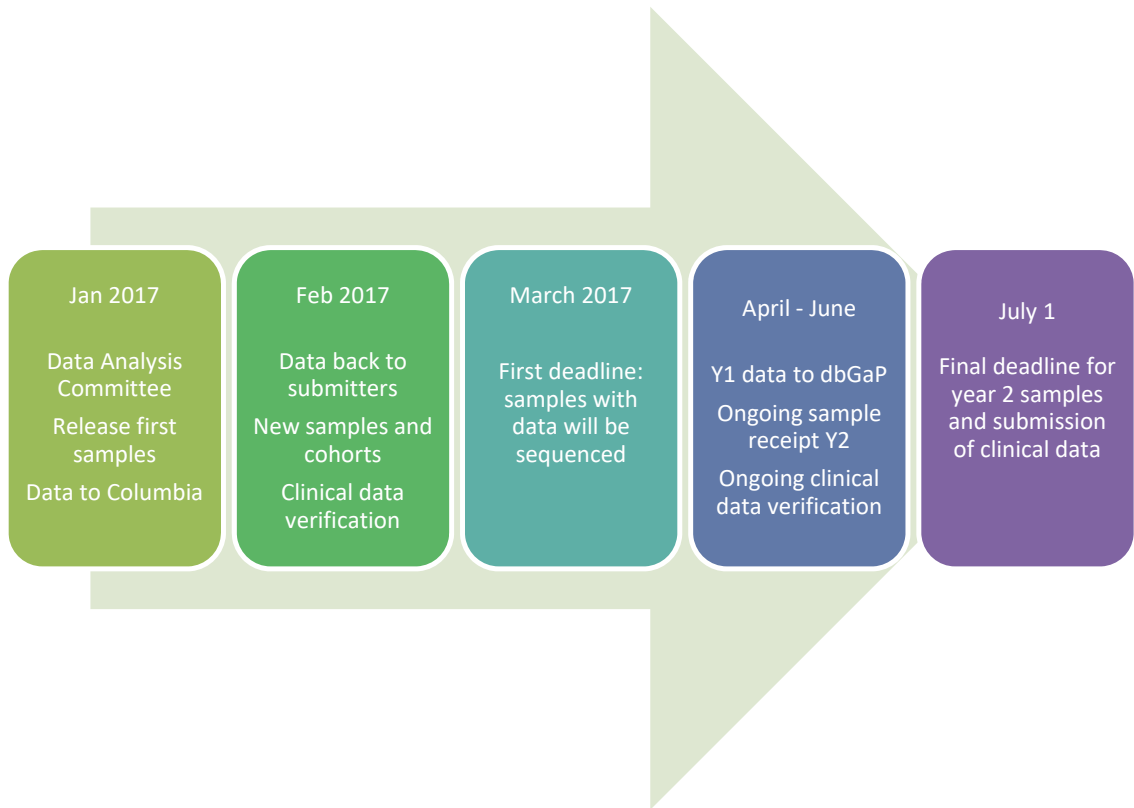 Jan 2017
Data Analysis
Committee
Release first
samples
Data to Columbia
Feb 2017
Data back to
submitters
New samples and
cohorts
Clinical data
verification
March 2017
First deadline:
samples with
data will be
sequenced
April - June
Y1 data to dbGaP
Ongoing sample
receipt Y2
Ongoing clinical
data verification
July 1
Final deadline for
year 2 samples
and submission
of clinical data